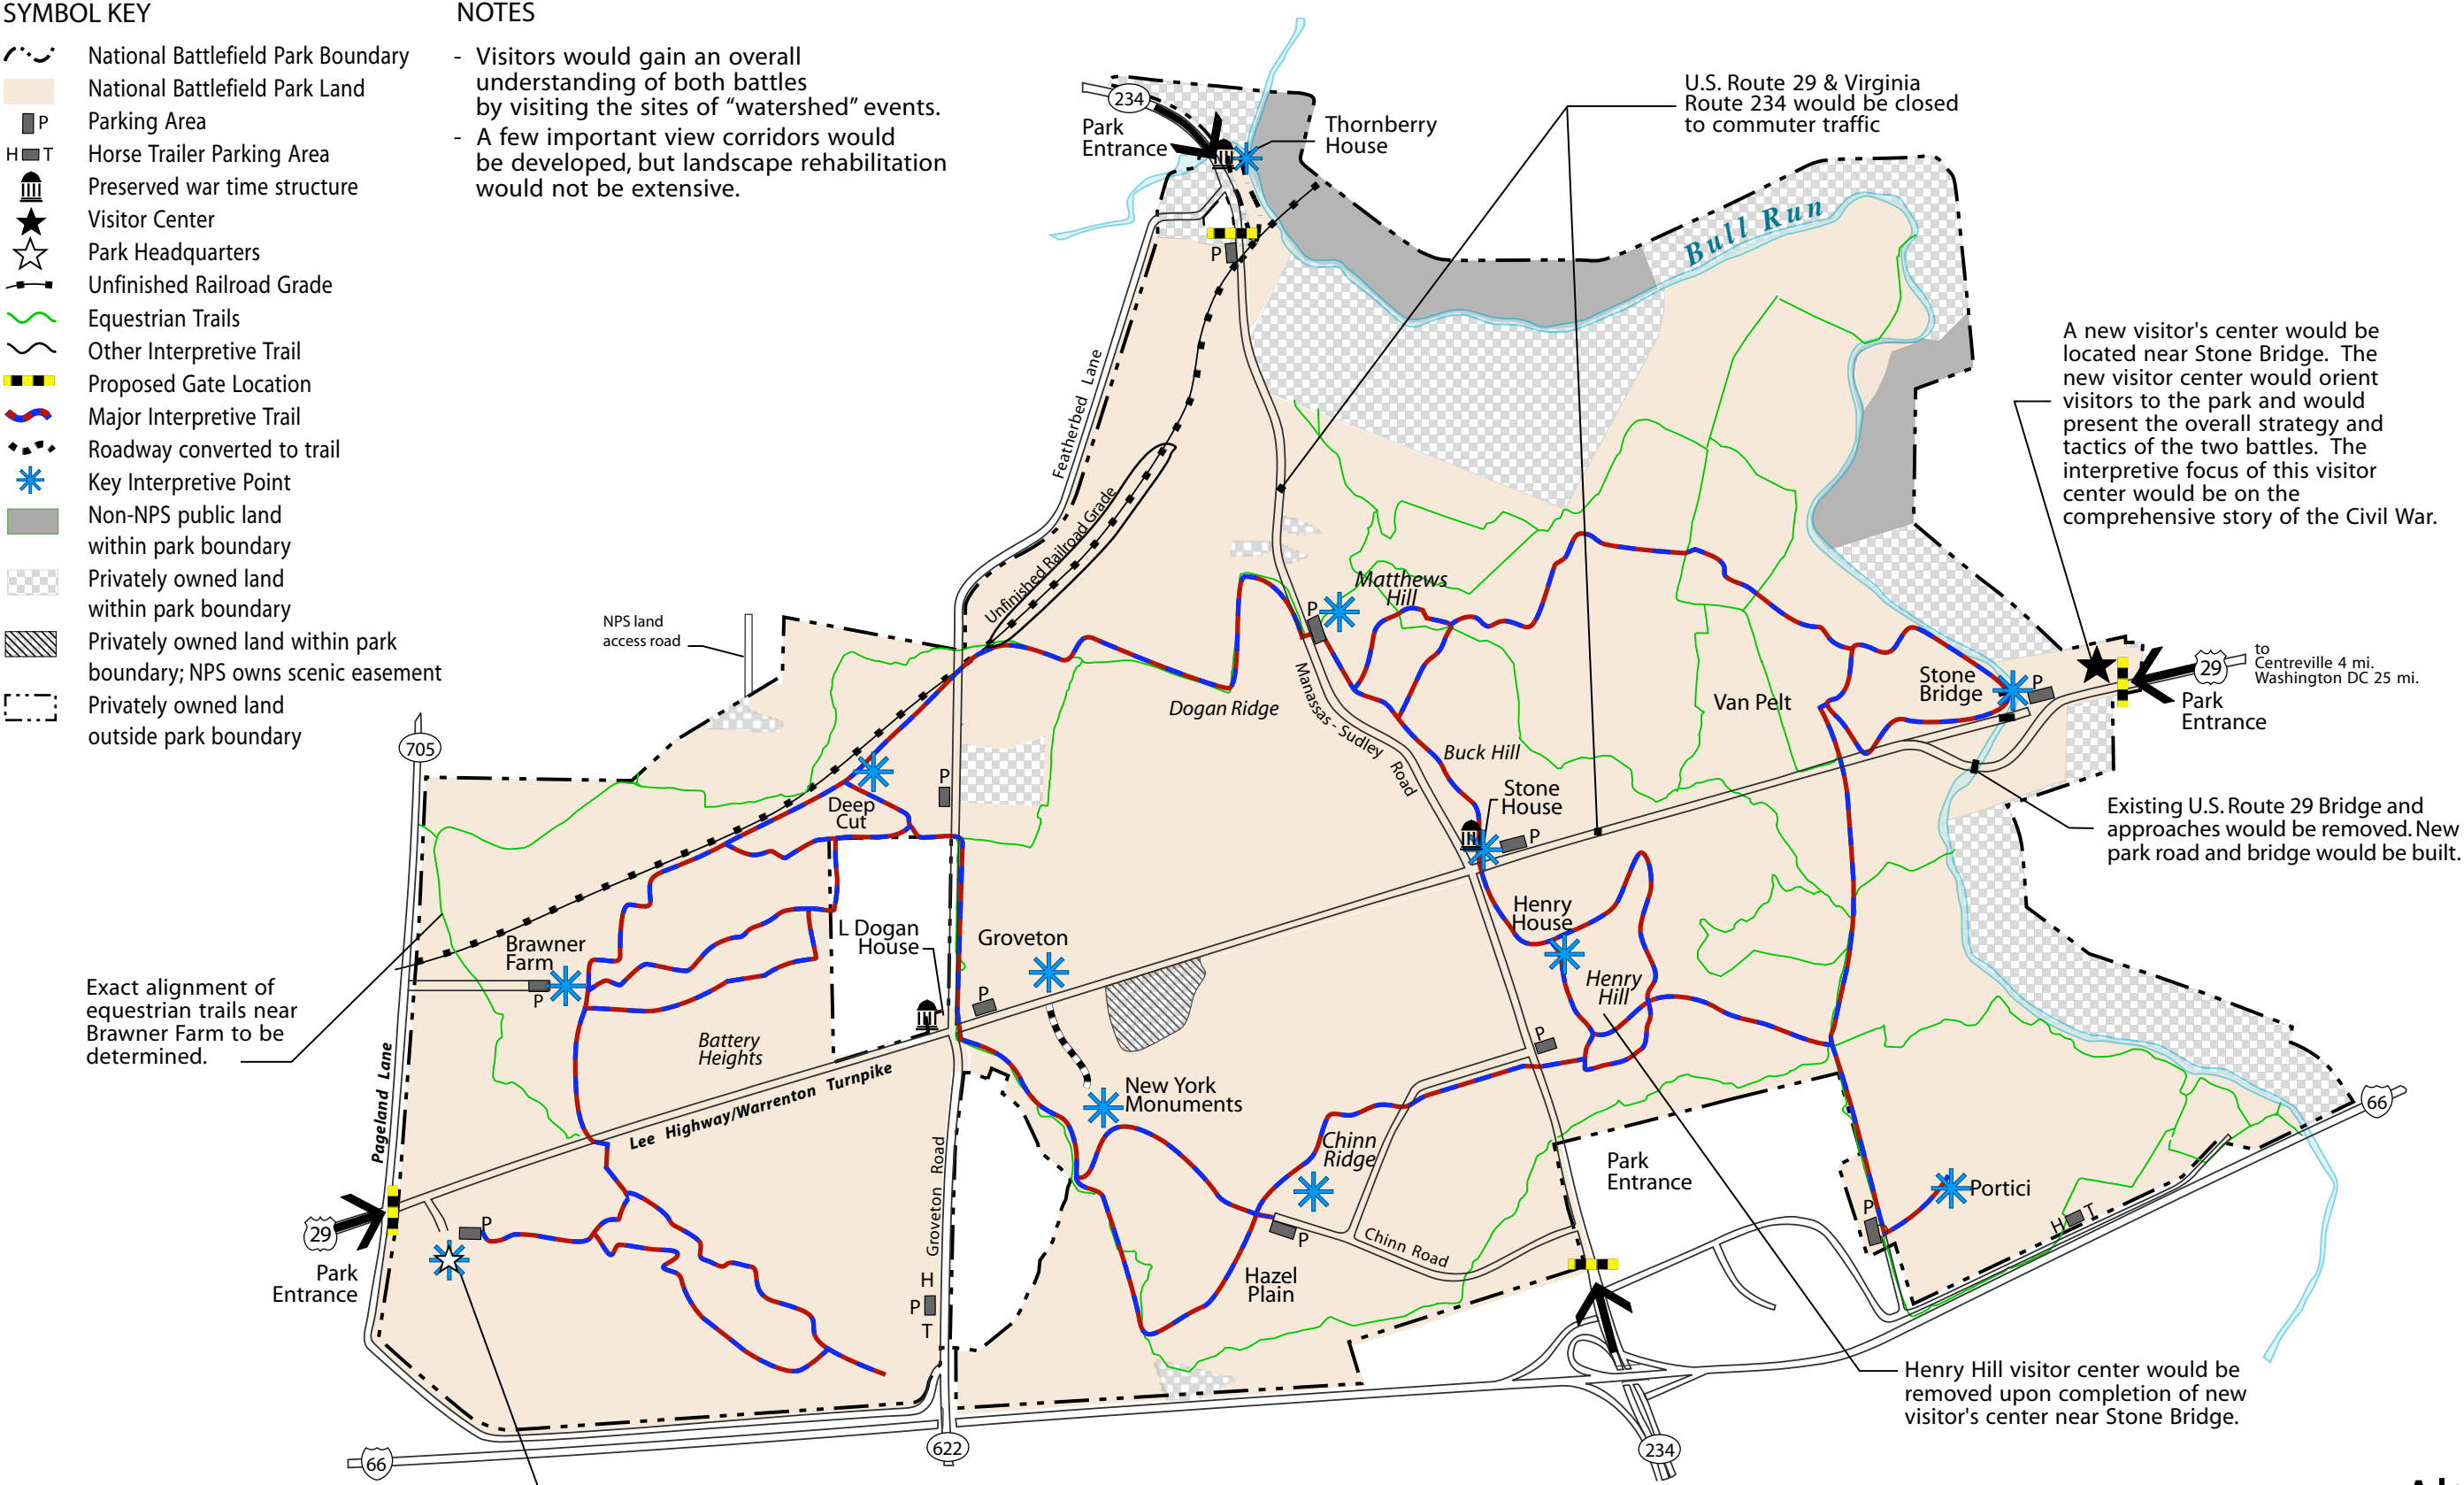 SYMBOL KEY
National Battlefield Park Boundary
National Battlefield Park Land
P
Parking Area
H T
Horse Trailer Parking Area
Preserved war time structure
Visitor Center
Park Headquarters
Unfinished Railroad Grade
Equestrian Trails
Other Interpretive Trail
Proposed Gate Location
Major Interpretive Trail
Roadway converted to trail
Key Interpretive Point
Non-NPS public land
within park boundary
Privately owned land
within park boundary
Privately owned land within park
boundary; NPS owns scenic easement
Privately owned land
outside park boundary
NOTES
- Visitors would gain an overall
understanding of both battles
by visiting the sites of “watershed” events.
- A few important view corridors would
be developed, but landscape rehabilitation
would not be extensive.
234
Park
Entrance
Thornberry
House
P
U.S. Route 29 & Virginia
Route 234 would be closed
to commuter traffic
Bull Run
A new visitor's center would be
located near Stone Bridge. The
new visitor center would orient
visitors to the park and would
present the overall strategy and
tactics of the two battles. The
interpretive focus of this visitor
center would be on the
comprehensive story of the Civil War.
Featherbed Lane
Unfinished Railroad Grade
NPS land
access road
P
Matthews
Hill
Dogan Ridge
Manassas - Sudley Road
Buck Hill
Van Pelt
Stone
Bridge
P
29
to
Centreville 4 mi.
Washington DC 25 mi.
Park
Entrance
705
P
Deep
Cut
Stone
House
P
Existing U.S. Route 29 Bridge and
approaches would be removed. New
park road and bridge would be built.
Brawner
Farm
P
L Dogan
House
Groveton
P
Henry
House
Henry
Hill
P
Exact alignment of
equestrian trails near
Brawner Farm to be
determined.
Battery
Heights
Pageland Lane
Lee Highway/Warrenton Turnpike
New York
Monuments
Chinn
Ridge
66
Park
Entrance
Portici
P
H T
29
Park
Entrance
P
Groveton Road
H
P
T
P
Chinn Road
Hazel
Plain
Henry Hill visitor center would be
removed upon completion of new
visitor's center near Stone Bridge.
66
622
234